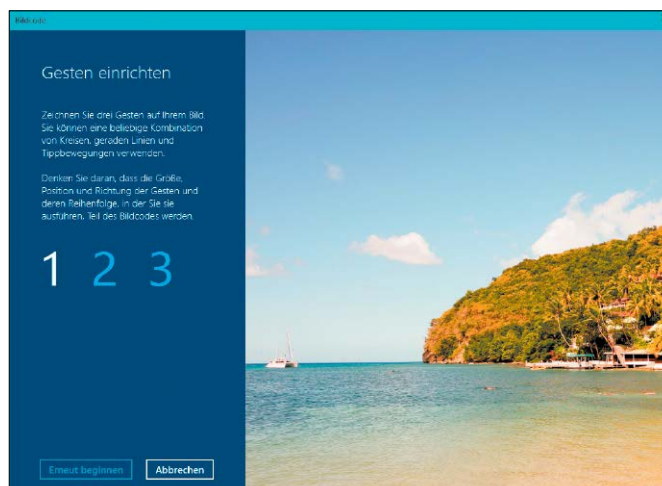 Bildcode
Gesten einrichten
Zeichnen Sie drei Gesten auf Ihrem Bild.
Sie können eine beliebige Kombination
von Kreisen, geraden Linien und
Tippbewegungen verwenden.
Denken Sie daran, dass die Größe,
Position und Richtung der Gesten und
deren Reihenfolge, in der Sie sie
ausführen, Teil des Bildcodes werden.
1 2 3
Erneut beginnen Abbrechen